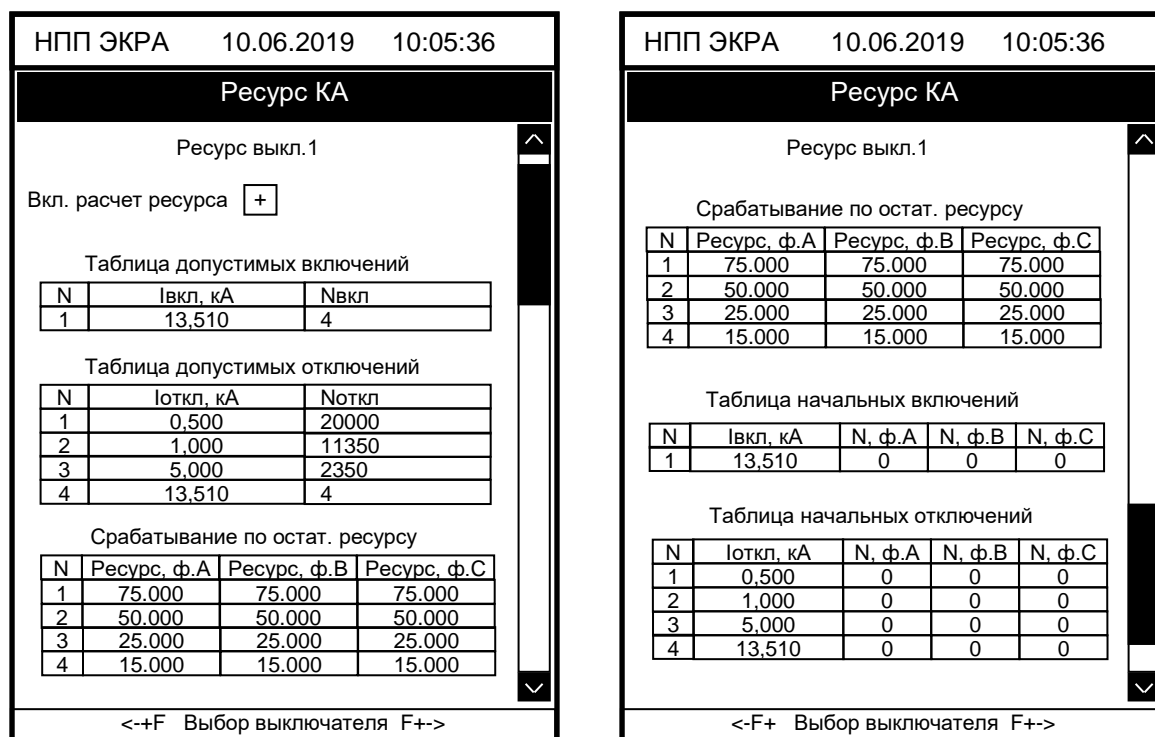 НПП ЭКРА 10.06.2019 10:05:36
Ресурс КА
Ресурс выкл.1
Вкл. расчет ресурса +
Таблица допустимых включений
N Iвкл, кА Nвкл
1 13,510 4
Таблица допустимых отключений
N Iоткл, кА Nоткл
1 0,500 20000
2 1,000 11350
3 5,000 2350
4 13,510 4
Срабатывание по остат. ресурсу
N Ресурс, ф.А Ресурс, ф.В Ресурс, ф.С
1 75.000 75.000 75.000
2 50.000 50.000 50.000
3 25.000 25.000 25.000
4 15.000 15.000 15.000
<-+F Выбор выключателя F+->
НПП ЭКРА 10.06.2019 10:05:36
Ресурс КА
Ресурс выкл.1
Срабатывание по остат. ресурсу
N Ресурс, ф.А Ресурс, ф.В Ресурс, ф.С
1 75.000 75.000 75.000
2 50.000 50.000 50.000
3 25.000 25.000 25.000
4 15.000 15.000 15.000
Таблица начальных включений
N Iвкл, кА N, ф.А N, ф.В N, ф.С
1 13,510 0 0 0
Таблица начальных отключений
N Iоткл, кА N, ф.А N, ф.В N, ф.С
1 0,500 0 0 0
2 1,000 0 0 0
3 5,000 0 0 0
4 13,510 0 0 0
<-F+ Выбор выключателя F+->